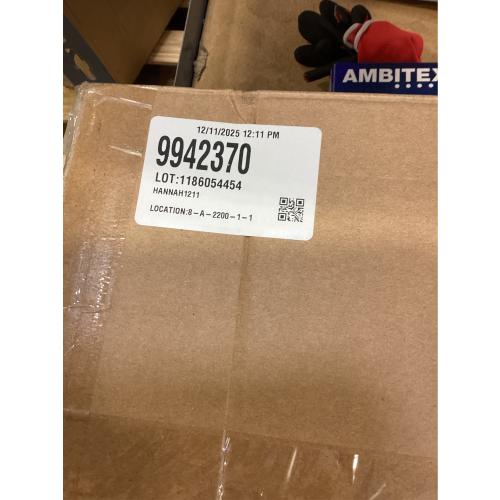 AMBITEX
12/11/2025 12:11 PM
9942370
LOT:1186054454
HANNAH1211
LOCATION:8-A-2200-1-1